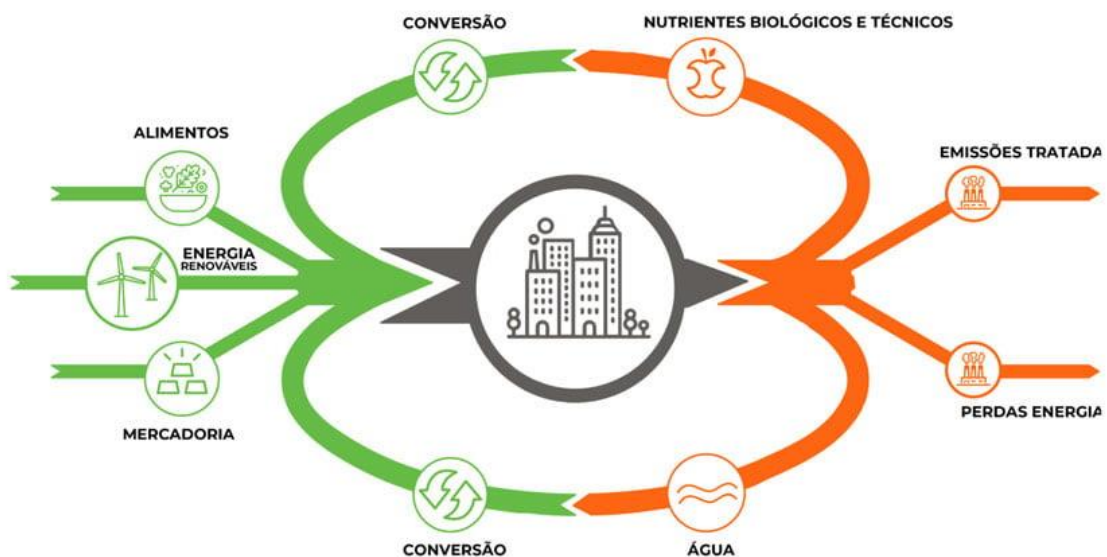 CONVERSÃO
NUTRIENTES BIOLÓGICOS E TÉCNICOS
ALIMENTOS
EMISSÕES TRATADA
ENERGIA
RENOVÁVEIS
MERCADORIA
PERDAS ENERGIA
CONVERSÃO
ÁGUA